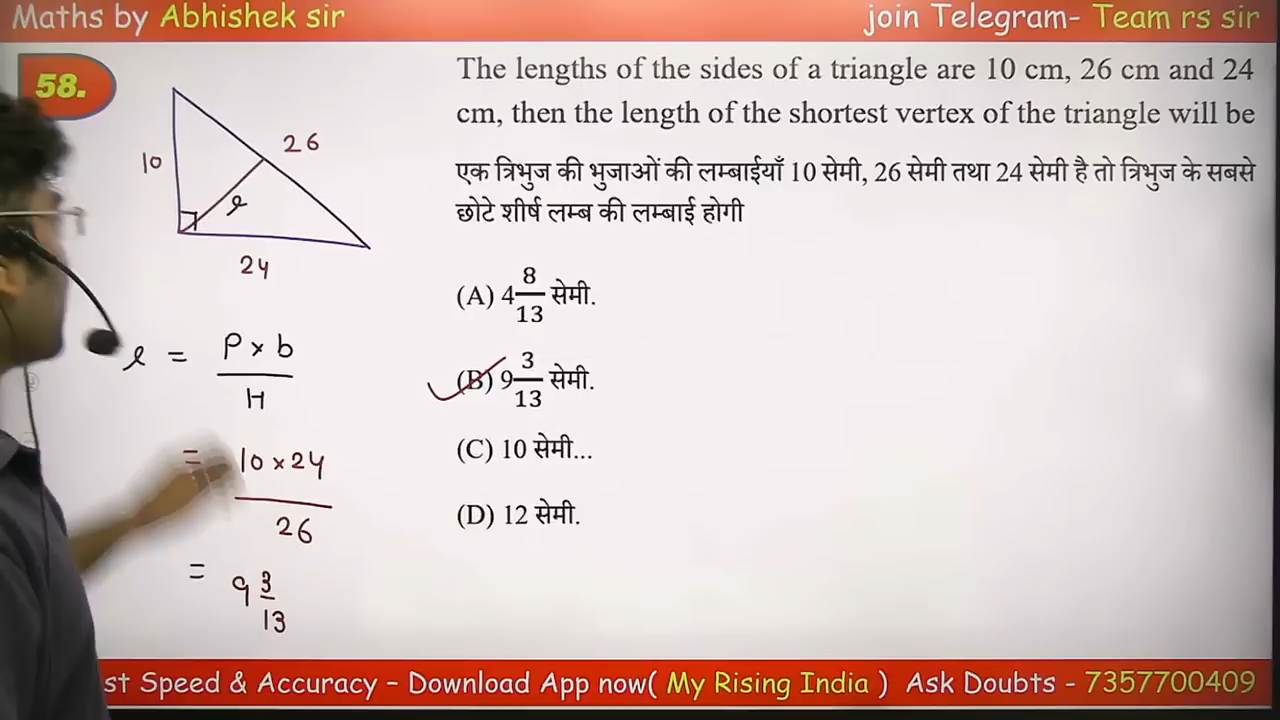 Maths by Abhishek sir
join Telegram- Team rs sir
58.
The lengths of the sides of a triangle are 10 cm, 26 cm and 24
cm, then the length of the shortest vertex of the triangle will be
एक त्रिभुज की भुजाओं की लम्बाईयाँ 10 सेमी, 26 सेमी तथा 24 सेमी है तो त्रिभुज के सबसे
छोटे शीर्ष लम्ब की लम्बाई होगी
(A) 4 8/13 सेमी.
(B) 9 3/13 सेमी.
(C) 10 सेमी...
(D) 12 सेमी.
10
26
l
24
l = P × b / H
= 10 × 24 / 26
= 9 3/13
st Speed & Accuracy – Download App now( My Rising India ) Ask Doubts - 7357700409